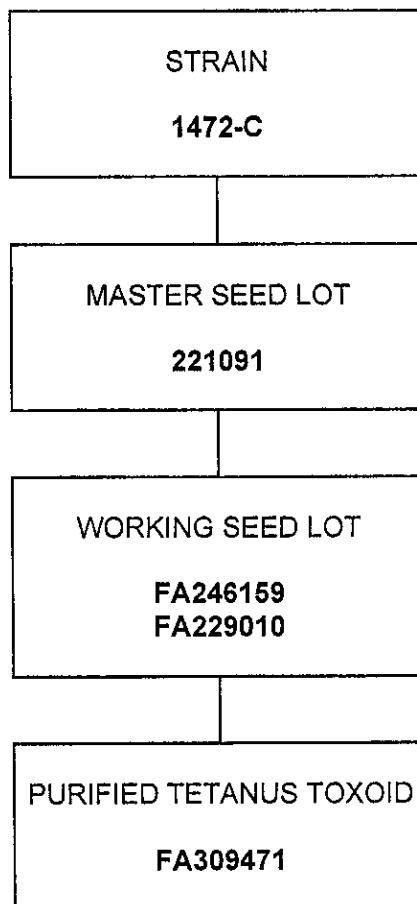 STRAIN
1472-C
MASTER SEED LOT
221091
WORKING SEED LOT
FA246159
FA229010
PURIFIED TETANUS TOXOID
FA309471